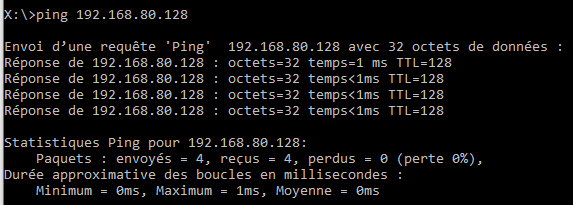 X:\>ping 192.168.80.128
Envoi d’une requête 'Ping'  192.168.80.128 avec 32 octets de données :
Réponse de 192.168.80.128 : octets=32 temps=1 ms TTL=128
Réponse de 192.168.80.128 : octets=32 temps<1ms TTL=128
Réponse de 192.168.80.128 : octets=32 temps<1ms TTL=128
Réponse de 192.168.80.128 : octets=32 temps<1ms TTL=128
Statistiques Ping pour 192.168.80.128:
    Paquets : envoyés = 4, reçus = 4, perdus = 0 (perte 0%),
Durée approximative des boucles en millisecondes :
    Minimum = 0ms, Maximum = 1ms, Moyenne = 0ms